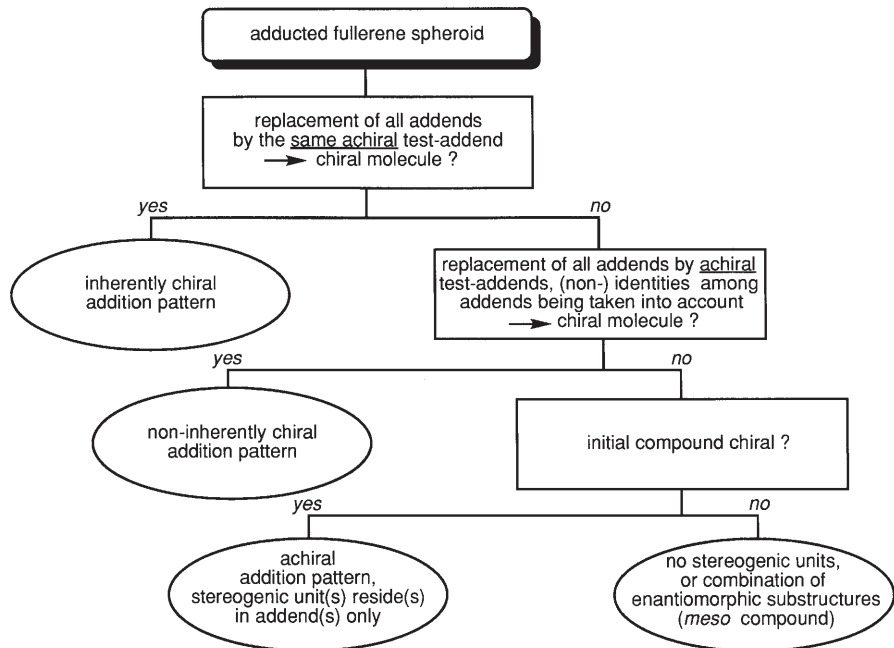 adducted fullerene spheroid
replacement of all addends
by the same achiral test-addend
chiral molecule ?
yes
no
inherently chiral
addition pattern
replacement of all addends by achiral
test-addends, (non-) identities among
addends being taken into account
chiral molecule ?
yes
no
non-inherently chiral
addition pattern
initial compound chiral ?
yes
no
achiral
addition pattern,
stereogenic unit(s) reside(s)
in addend(s) only
no stereogenic units,
or combination of
enantiomorphic substructures
(meso compound)